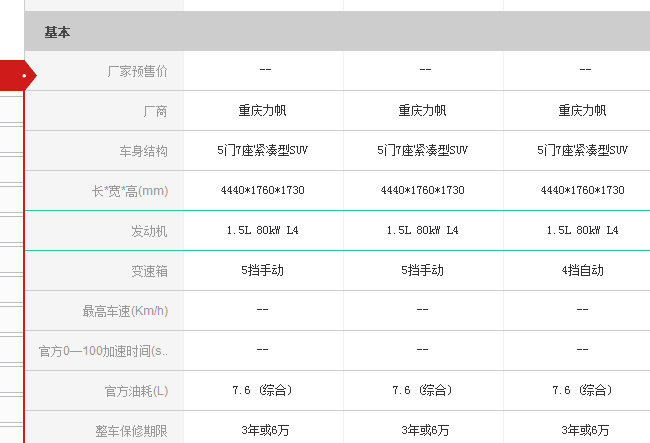 基本
厂家预售价 -- -- --
厂商 重庆力帆 重庆力帆 重庆力帆
车身结构 5门7座紧凑型SUV 5门7座紧凑型SUV 5门7座紧凑型SUV
长*宽*高(mm) 4440*1760*1730 4440*1760*1730 4440*1760*1730
发动机 1.5L 80kW L4 1.5L 80kW L4 1.5L 80kW L4
变速箱 5挡手动 5挡手动 4挡自动
最高车速(Km/h) -- -- --
官方0—100加速时间(s.. -- -- --
官方油耗(L) 7.6 (综合) 7.6 (综合) 7.6 (综合)
整车保修期限 3年或6万 3年或6万 3年或6万